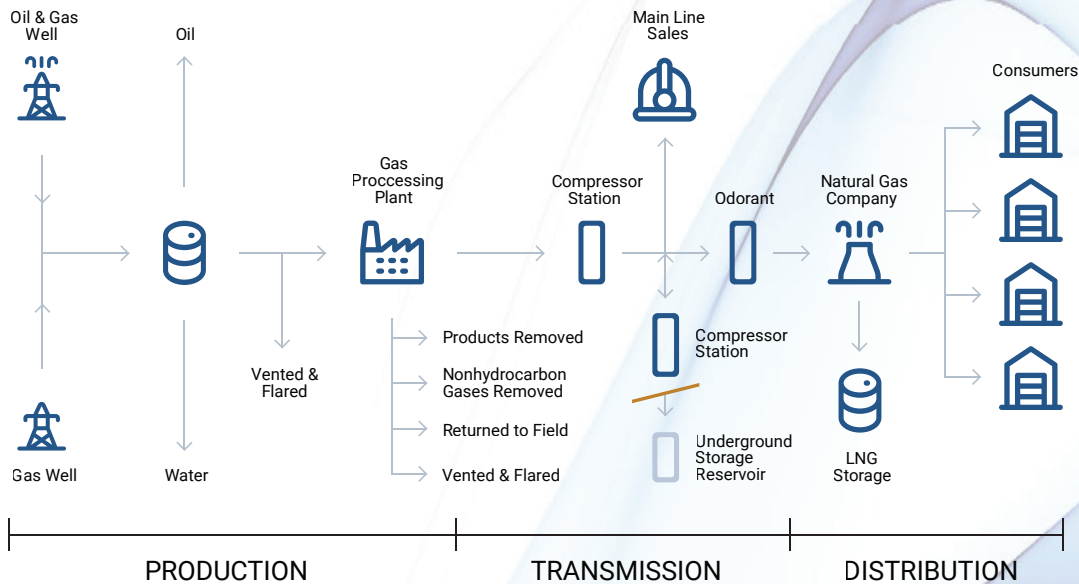 Oil & Gas
Well
Oil
Main Line
Sales
Consumers
Gas
Proccessing
Plant
Compressor
Station
Odorant
Natural Gas
Company
Products Removed
Compressor
Station
Vented &
Flared
Nonhydrocarbon
Gases Removed
Returned to Field
Gas Well
Water
Vented & Flared
Underground
Storage
Reservoir
LNG
Storage
PRODUCTION
TRANSMISSION
DISTRIBUTION